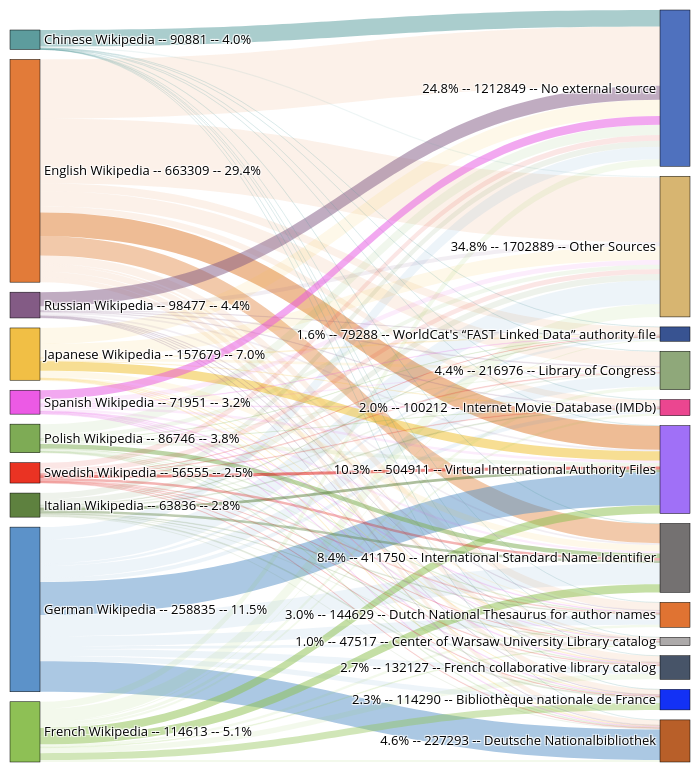 Chinese Wikipedia -- 90881 -- 4.0%
English Wikipedia -- 663309 -- 29.4%
Russian Wikipedia -- 98477 -- 4.4%
Japanese Wikipedia -- 157679 -- 7.0%
Spanish Wikipedia -- 71951 -- 3.2%
Polish Wikipedia -- 86746 -- 3.8%
Swedish Wikipedia -- 56555 -- 2.5%
Italian Wikipedia -- 63836 -- 2.8%
German Wikipedia -- 258835 -- 11.5%
French Wikipedia -- 114613 -- 5.1%
24.8% -- 1212849 -- No external source
34.8% -- 1702889 -- Other Sources
1.6% -- 79288 -- WorldCat's “FAST Linked Data” authority file
4.4% -- 216976 -- Library of Congress
2.0% -- 100212 -- Internet Movie Database (IMDb)
10.3% -- 504911 -- Virtual International Authority Files
8.4% -- 411750 -- International Standard Name Identifier
3.0% -- 144629 -- Dutch National Thesaurus for author names
1.0% -- 47517 -- Center of Warsaw University Library catalog
2.7% -- 132127 -- French collaborative library catalog
2.3% -- 114290 -- Bibliothèque nationale de France
4.6% -- 227293 -- Deutsche Nationalbibliothek